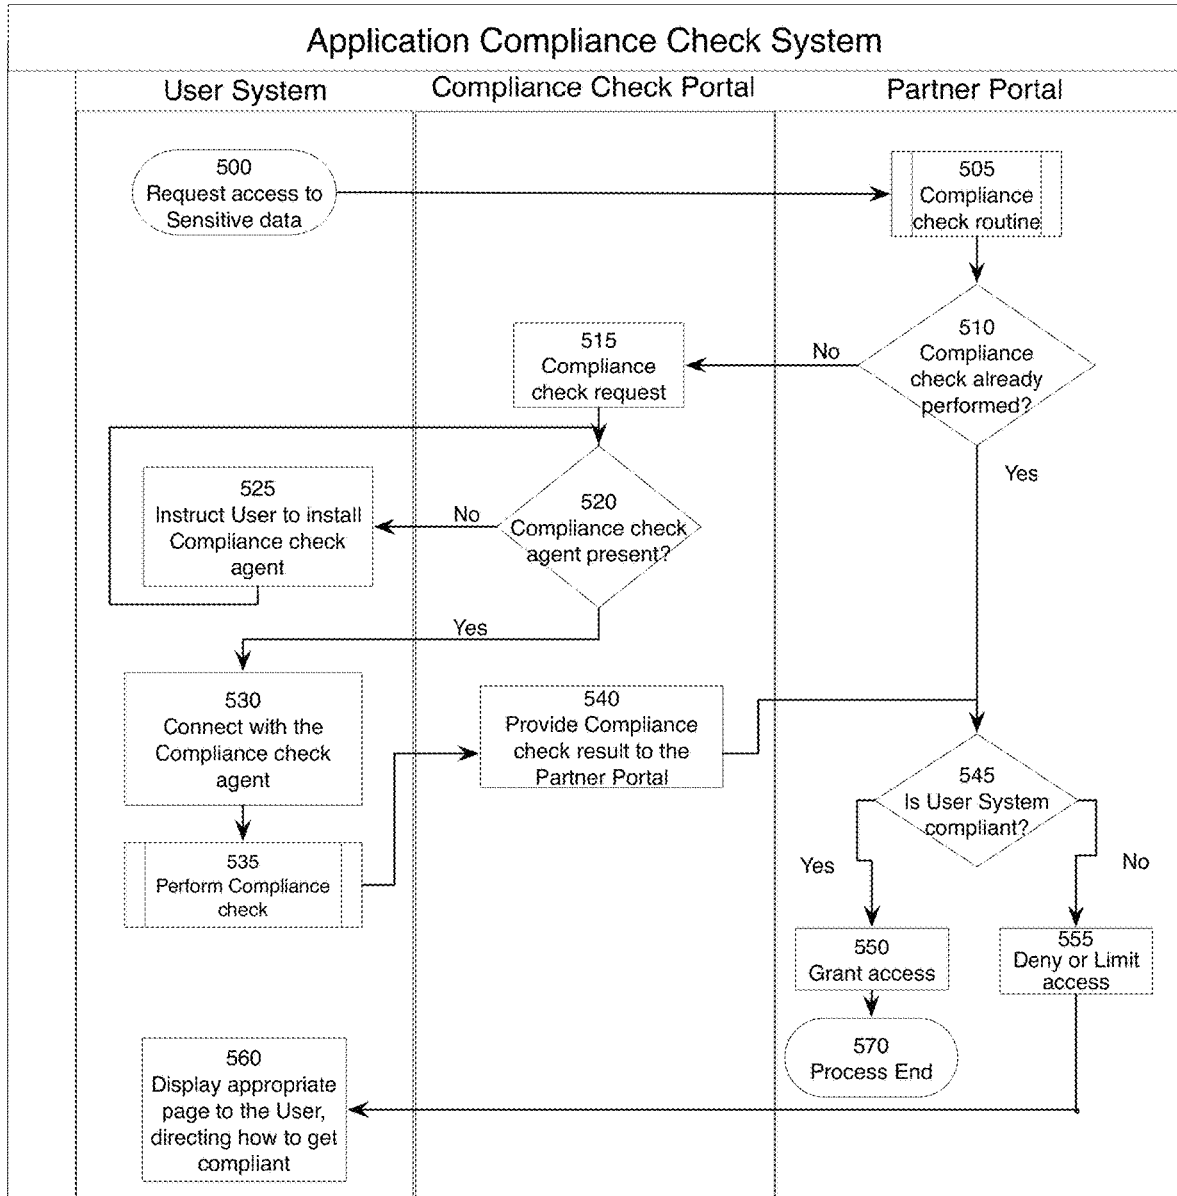 Application Compliance Check System
User System
Compliance Check Portal
Partner Portal
500
Request access to
Sensitive data
505
Compliance
check routine
510
Compliance
check already
performed?
No
Yes
515
Compliance
check request
520
Compliance check
agent present?
No
Yes
525
Instruct User to install
Compliance check
agent
530
Connect with the
Compliance check
agent
535
Perform Compliance
check
540
Provide Compliance
check result to the
Partner Portal
545
Is User System
compliant?
Yes
No
550
Grant access
555
Deny or Limit
access
570
Process End
560
Display appropriate
page to the User,
directing how to get
compliant